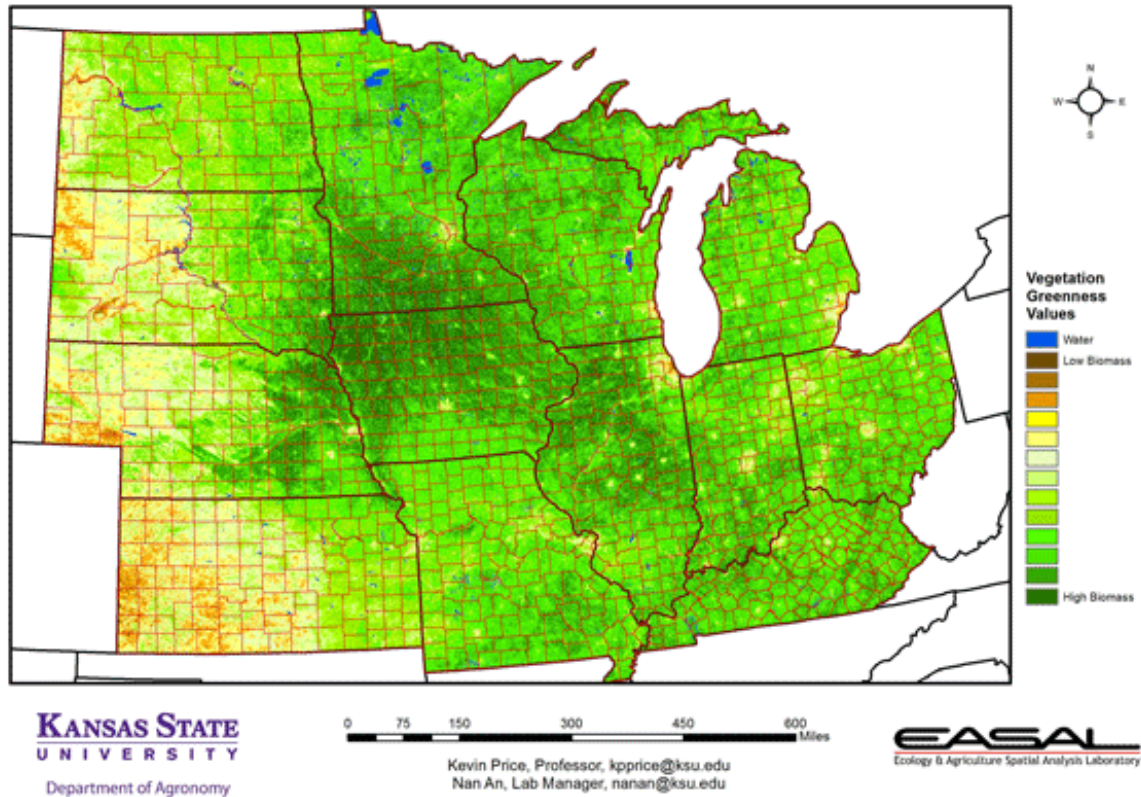 N
W E
S
Vegetation
Greenness
Values
Water
Low Biomass
High Biomass
KANSAS STATE
UNIVERSITY
Department of Agronomy
0 75 150 300 450 600
Miles
Kevin Price, Professor, kpprice@ksu.edu
Nan An, Lab Manager, nanan@ksu.edu
EASAL
Ecology & Agriculture Spatial Analysis Laboratory